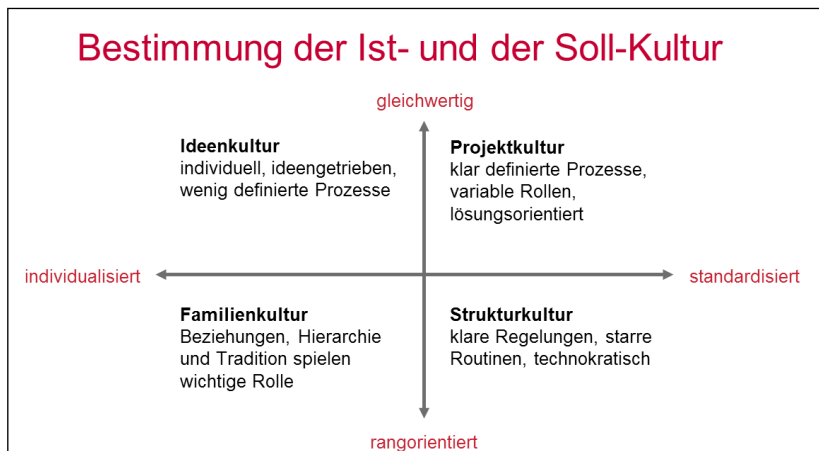 Bestimmung der Ist- und der Soll-Kultur
gleichwertig
Ideenkultur
individuell, ideengetrieben,
wenig definierte Prozesse
Projektkultur
klar definierte Prozesse,
variable Rollen,
lösungsorientiert
individualisiert
standardisiert
Familienkultur
Beziehungen, Hierarchie
und Tradition spielen
wichtige Rolle
Strukturkultur
klare Regelungen, starre
Routinen, technokratisch
rangorientiert